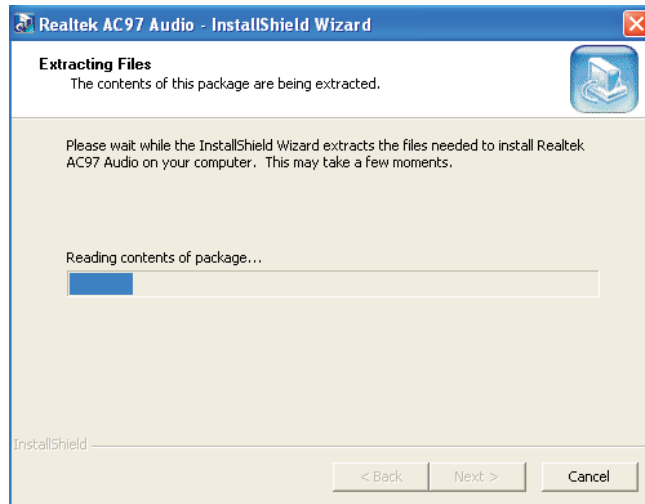 Realtek AC97 Audio - InstallShield Wizard
Extracting Files
The contents of this package are being extracted.
Please wait while the InstallShield Wizard extracts the files needed to install Realtek
AC97 Audio on your computer.  This may take a few moments.
Reading contents of package...
InstallShield
< Back
Next >
Cancel